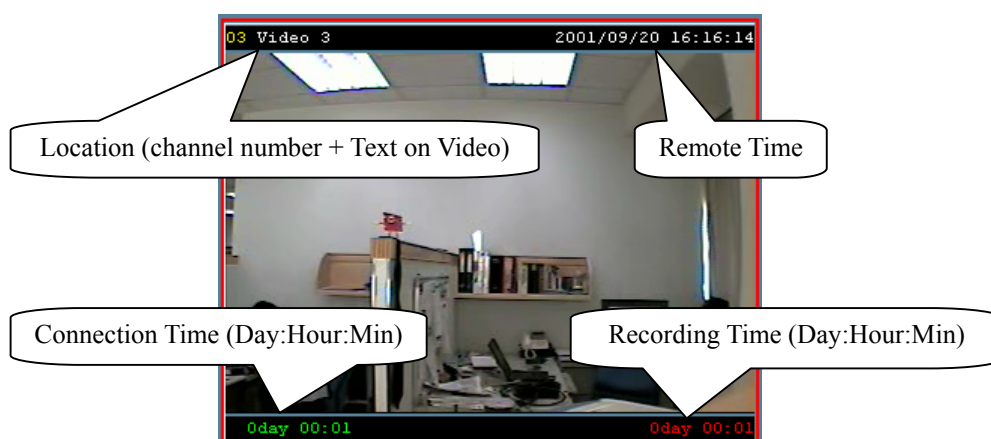 03 Video 3 2001/09/20 16:16:14
Location (channel number + Text on Video)
Remote Time
Connection Time (Day:Hour:Min)
Recording Time (Day:Hour:Min)
0day 00:01
0day 00:01